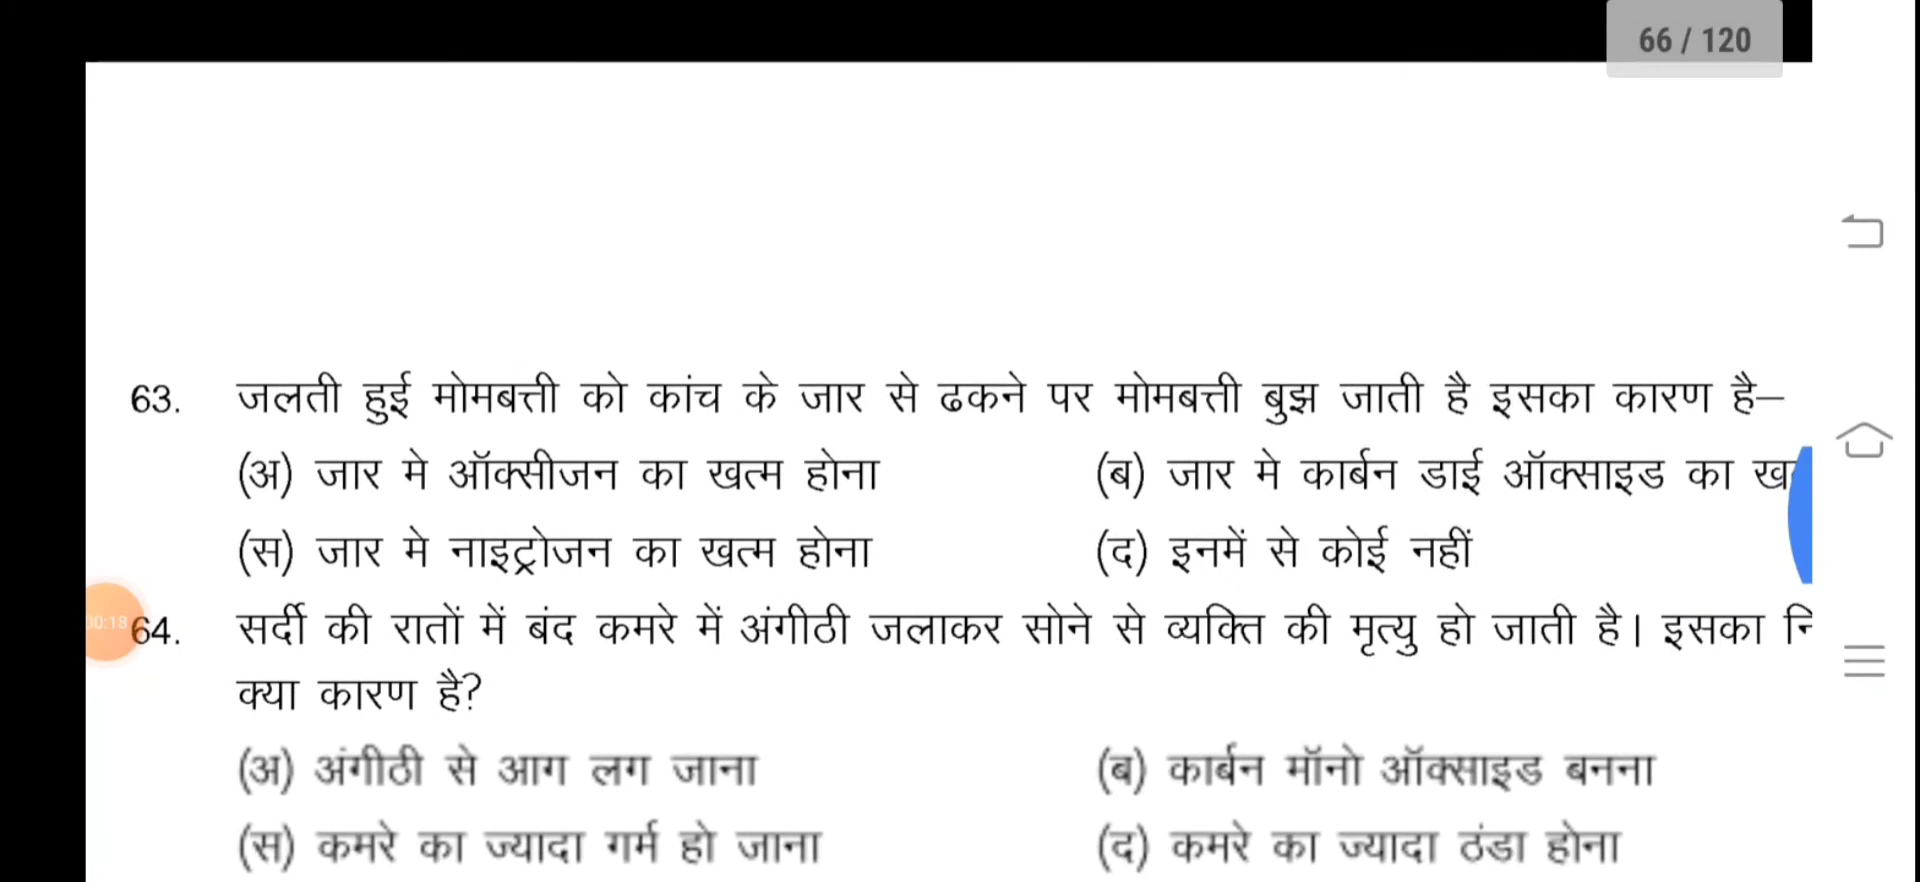 66 / 120
63. जलती हुई मोमबत्ती को कांच के जार से ढकने पर मोमबत्ती बुझ जाती है इसका कारण है–
(अ) जार मे ऑक्सीजन का खत्म होना (ब) जार मे कार्बन डाई ऑक्साइड का
(स) जार मे नाइट्रोजन का खत्म होना (द) इनमें से कोई नहीं
00:18 64. सर्दी की रातों में बंद कमरे में अंगीठी जलाकर सोने से व्यक्ति की मृत्यु हो जाती है। इसका
क्या कारण है?
(अ) अंगीठी से आग लग जाना (ब) कार्बन मॉनो ऑक्साइड बनना
(स) कमरे का ज्यादा गर्म हो जाना (द) कमरे का ज्यादा ठंडा होना